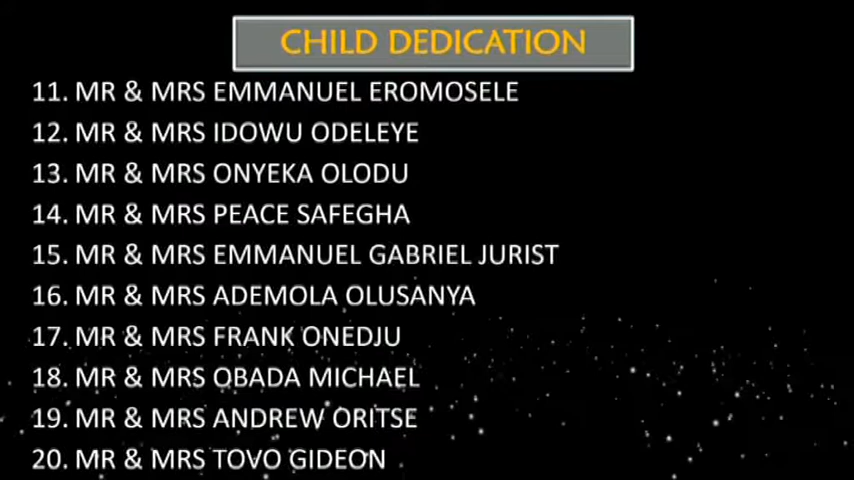 CHILD DEDICATION
11. MR & MRS EMMANUEL EROMOSELE
12. MR & MRS IDOWU ODELEYE
13. MR & MRS ONYEKA OLODU
14. MR & MRS PEACE SAFEGHA
15. MR & MRS EMMANUEL GABRIEL JURIST
16. MR & MRS ADEMOLA OLUSANYA
17. MR & MRS FRANK ONEDJU
18. MR & MRS OBADA MICHAEL
19. MR & MRS ANDREW ORITSE
20. MR & MRS TOVO GIDEON